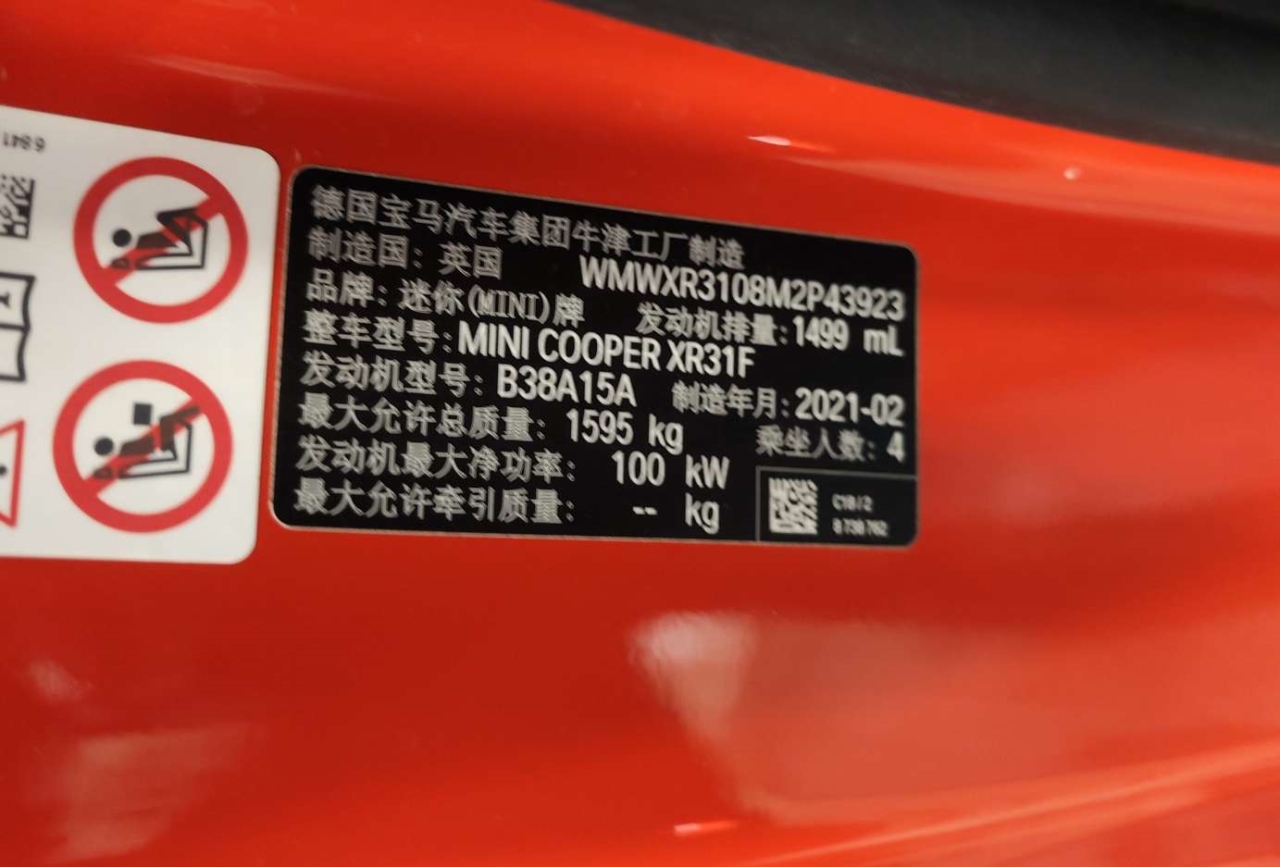 6841
德国宝马汽车集团牛津工厂制造
制造国：英国 WMWXR3108M2P43923
品牌：迷你(MINI)牌 发动机排量：1499 mL
整车型号：MINI COOPER XR31F
发动机型号：B38A15A 制造年月：2021-02
最大允许总质量：1595 kg 乘坐人数：4
发动机最大净功率：100 kW
最大允许牵引质量：-- kg